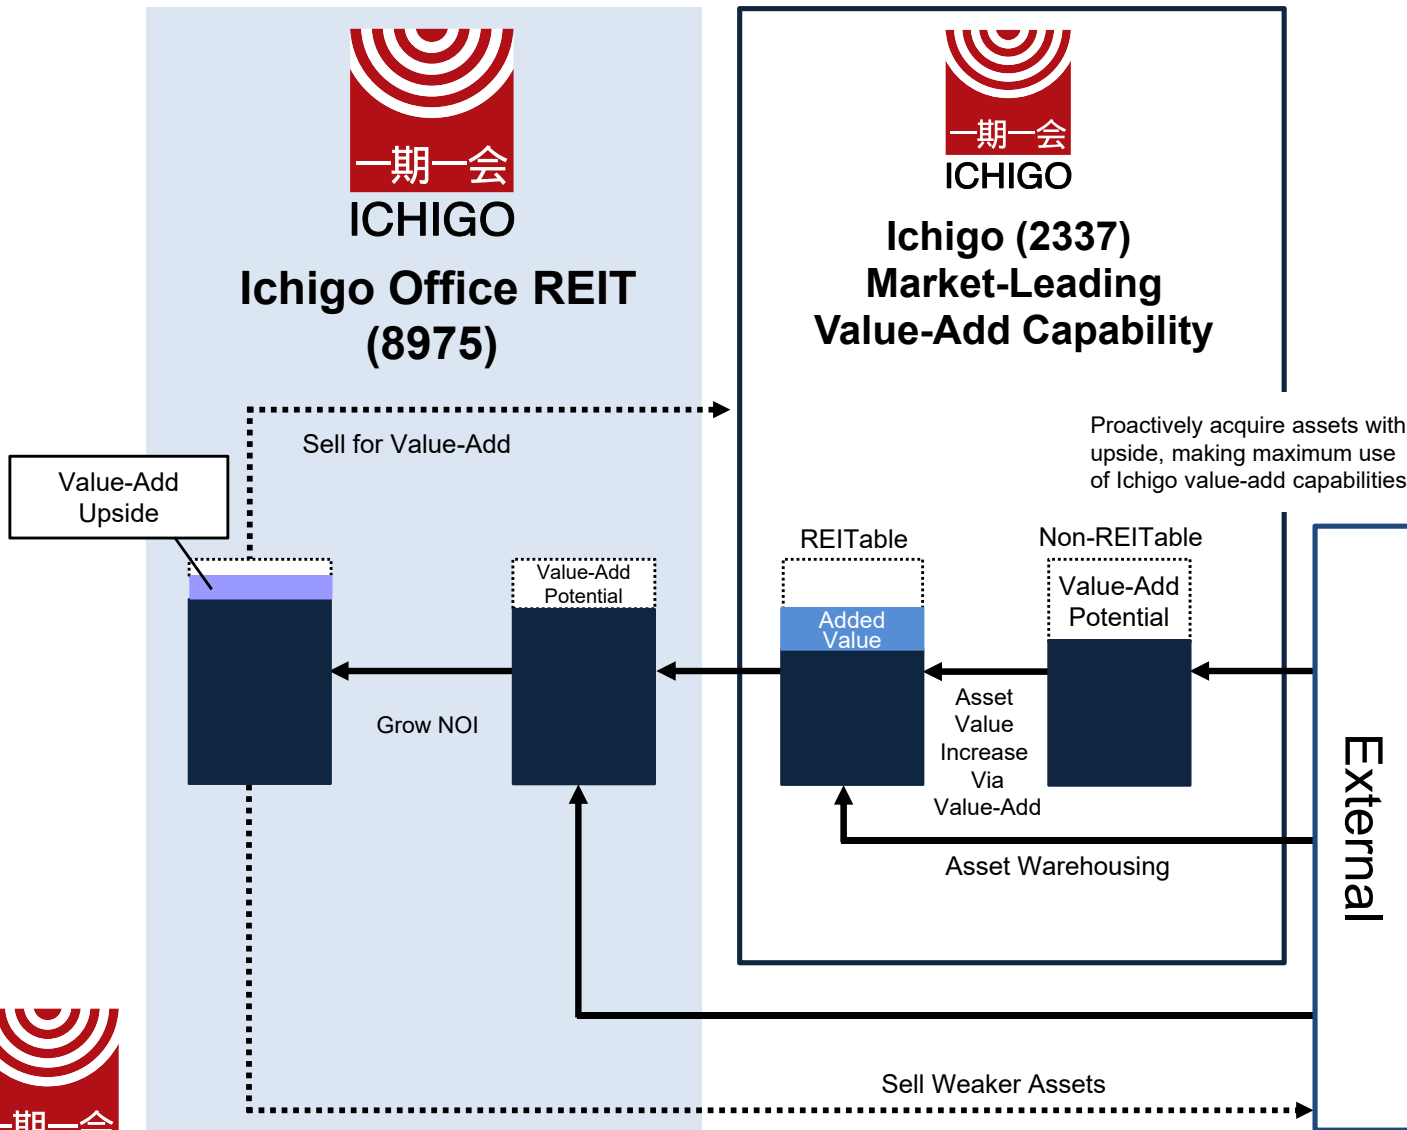 一期一会
ICHIGO
Ichigo Office REIT
(8975)
一期一会
ICHIGO
Ichigo (2337)
Market-Leading
Value-Add Capability
Sell for Value-Add
Proactively acquire assets with
upside, making maximum use
of Ichigo value-add capabilities
Value-Add
Upside
Value-Add
Potential
REITable
Non-REITable
Value-Add
Potential
Added
Value
Grow NOI
Asset
Value
Increase
Via
Value-Add
Asset Warehousing
External
Sell Weaker Assets